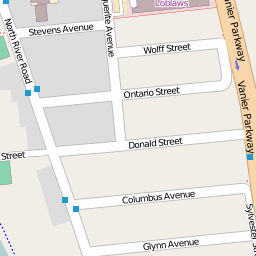 Loblaws
Stevens Avenue
North River Road
Wolff Street
Vanier Parkway
Ontario Street
Vanier Parkway
Donald Street
Street
Columbus Avenue
Glynn Avenue